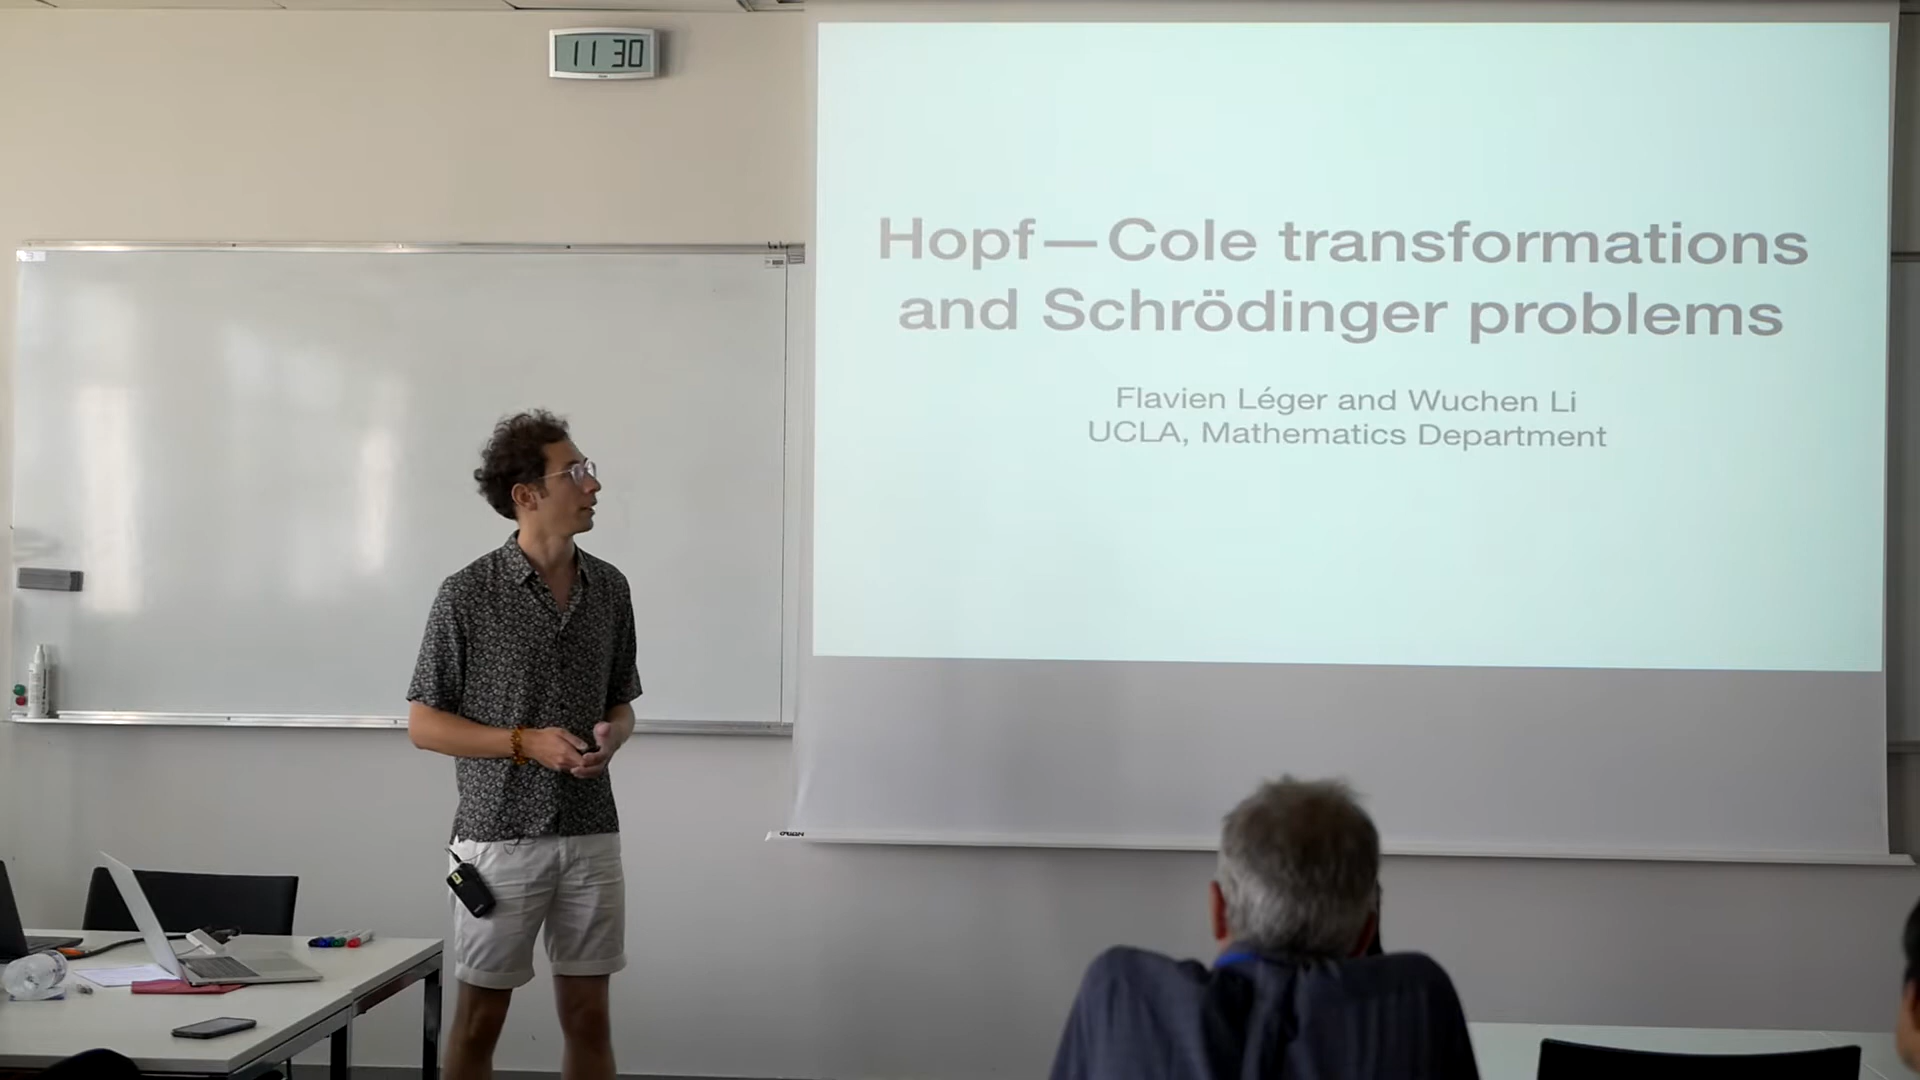 11 30
Hopf—Cole transformations
and Schrödinger problems
Flavien Léger and Wuchen Li
UCLA, Mathematics Department